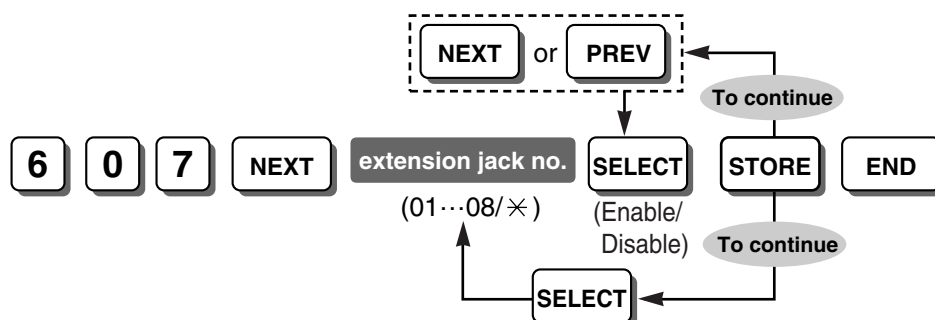 NEXT or PREV
To continue
6 0 7 NEXT extension jack no. SELECT STORE END
(01···08/✳) (Enable/
Disable) To continue
SELECT